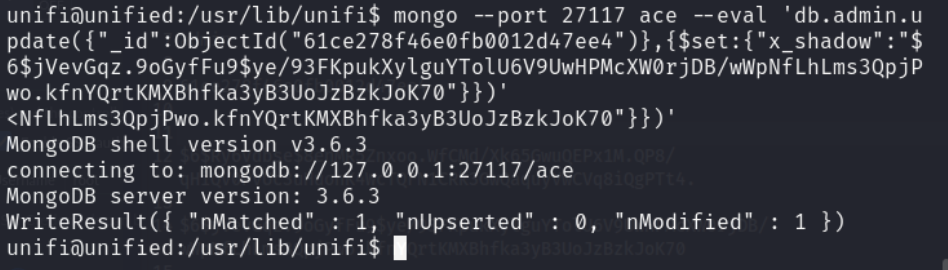 unifi@unified:/usr/lib/unifi$ mongo --port 27117 ace --eval 'db.admin.u
pdate({"_id":ObjectId("61ce278f46e0fb0012d47ee4")},{$set:{"x_shadow":"$
6$jVevGqz.9oGyfFu9$ye/93FKpukXylguYTolU6V9UwHPMcXW0rjDB/wWpNfLhLms3QpjP
wo.kfnYQrtKMXBhfka3yB3UoJzBzkJoK70"}})'
<NfLhLms3QpjPwo.kfnYQrtKMXBhfka3yB3UoJzBzkJoK70"}})'
MongoDB shell version v3.6.3
connecting to: mongodb://127.0.0.1:27117/ace
MongoDB server version: 3.6.3
WriteResult({ "nMatched" : 1, "nUpserted" : 0, "nModified" : 1 })
unifi@unified:/usr/lib/unifi$